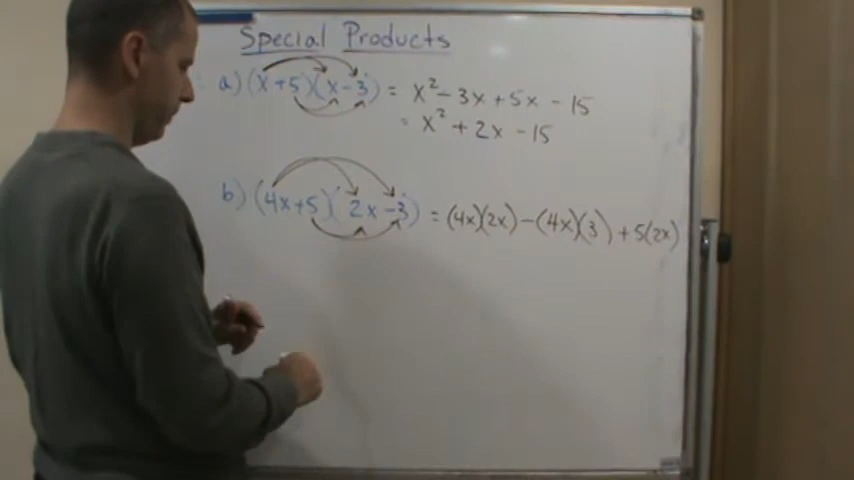 Special Products
a) (x+5)(x-3) = x² - 3x + 5x - 15
= x² + 2x - 15
b) (4x+5)(2x-3) = (4x)(2x) - (4x)(3) + 5(2x)